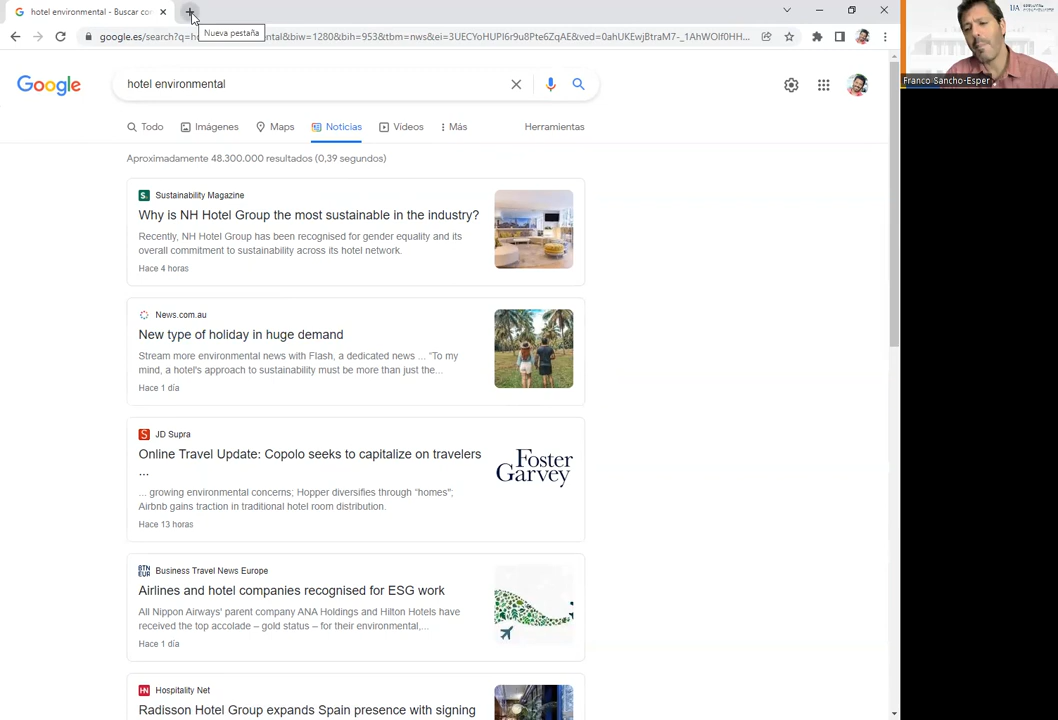 hotel environmental - Buscar co
Nueva pestaña
google.es/search?q=h
ntal&biw=1280&bih=953&tbm=nws&ei=3UECYoHUPI6r9u8Pte6ZqAE&ved=0ahUKEwjBtraM7-_1AhWOlf0HH...
Franco Sancho-Esper
Google
hotel environmental
Todo
Imágenes
Maps
Noticias
Vídeos
Más
Herramientas
Aproximadamente 48.300.000 resultados (0,39 segundos)
Sustainability Magazine
Why is NH Hotel Group the most sustainable in the industry?
Recently, NH Hotel Group has been recognised for gender equality and its
overall commitment to sustainability across its hotel network.
Hace 4 horas
News.com.au
New type of holiday in huge demand
Stream more environmental news with Flash, a dedicated news ... "To my
mind, a hotel's approach to sustainability must be more than just the...
Hace 1 día
JD Supra
Online Travel Update: Copolo seeks to capitalize on travelers
...
... growing environmental concerns; Hopper diversifies through "homes";
Airbnb gains traction in traditional hotel room distribution.
Hace 13 horas
Foster
Garvey
BTN
EUR
Business Travel News Europe
Airlines and hotel companies recognised for ESG work
All Nippon Airways' parent company ANA Holdings and Hilton Hotels have
received the top accolade – gold status – for their environmental,...
Hace 1 día
HN
Hospitality Net
Radisson Hotel Group expands Spain presence with signing